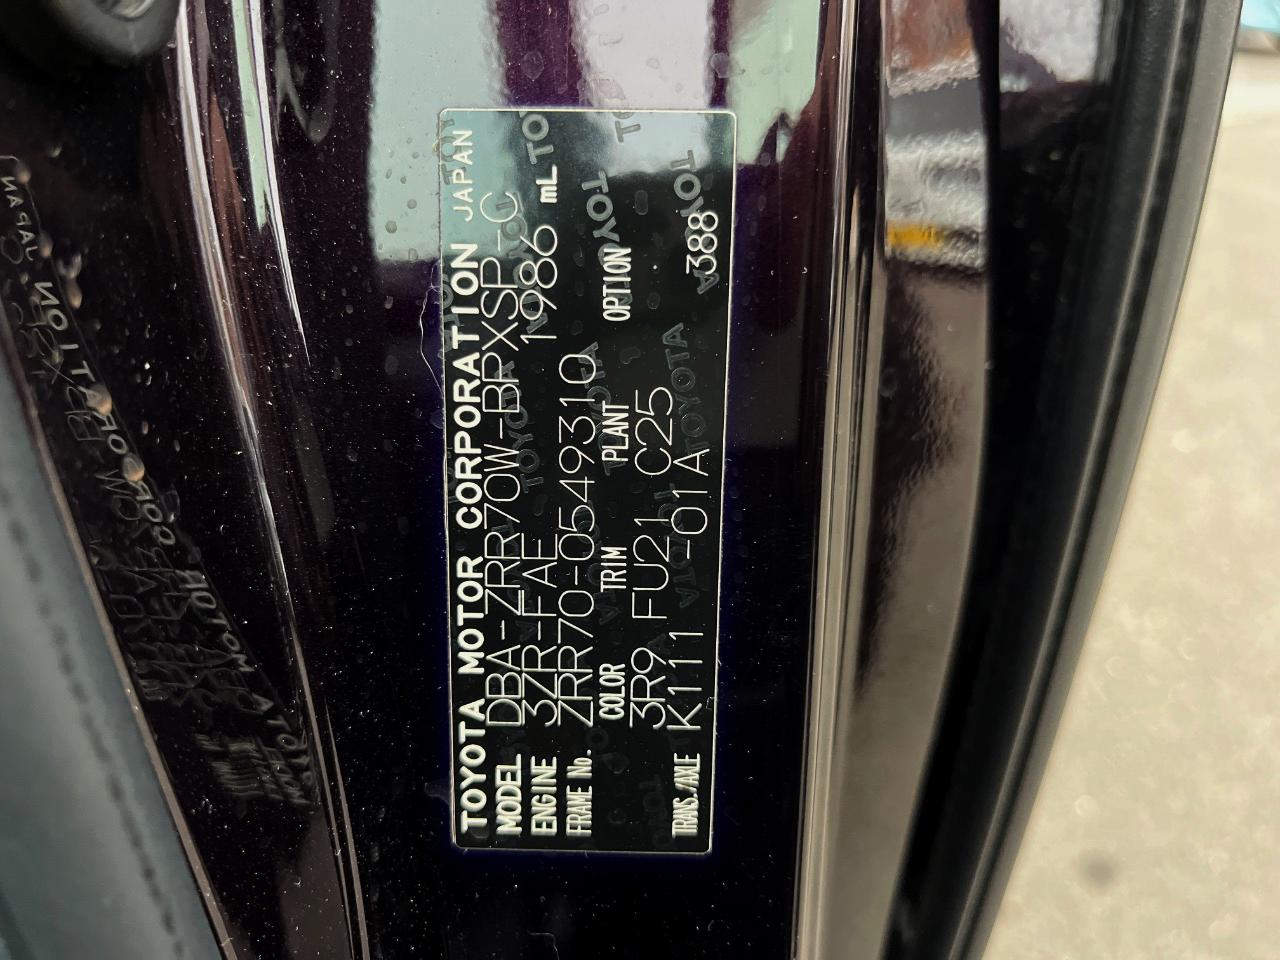 TOYOTA MOTOR CORPORATION JAPAN
MODEL DBA-ZRR70W-BPXSP-C
ENGINE 3ZR-FAE 1986 mL
FRAME No. ZRR70-0549310
COLOR TRIM PLANT OPTION
3R9 FU21 C25
TRANS./AXLE K111 -01A 388